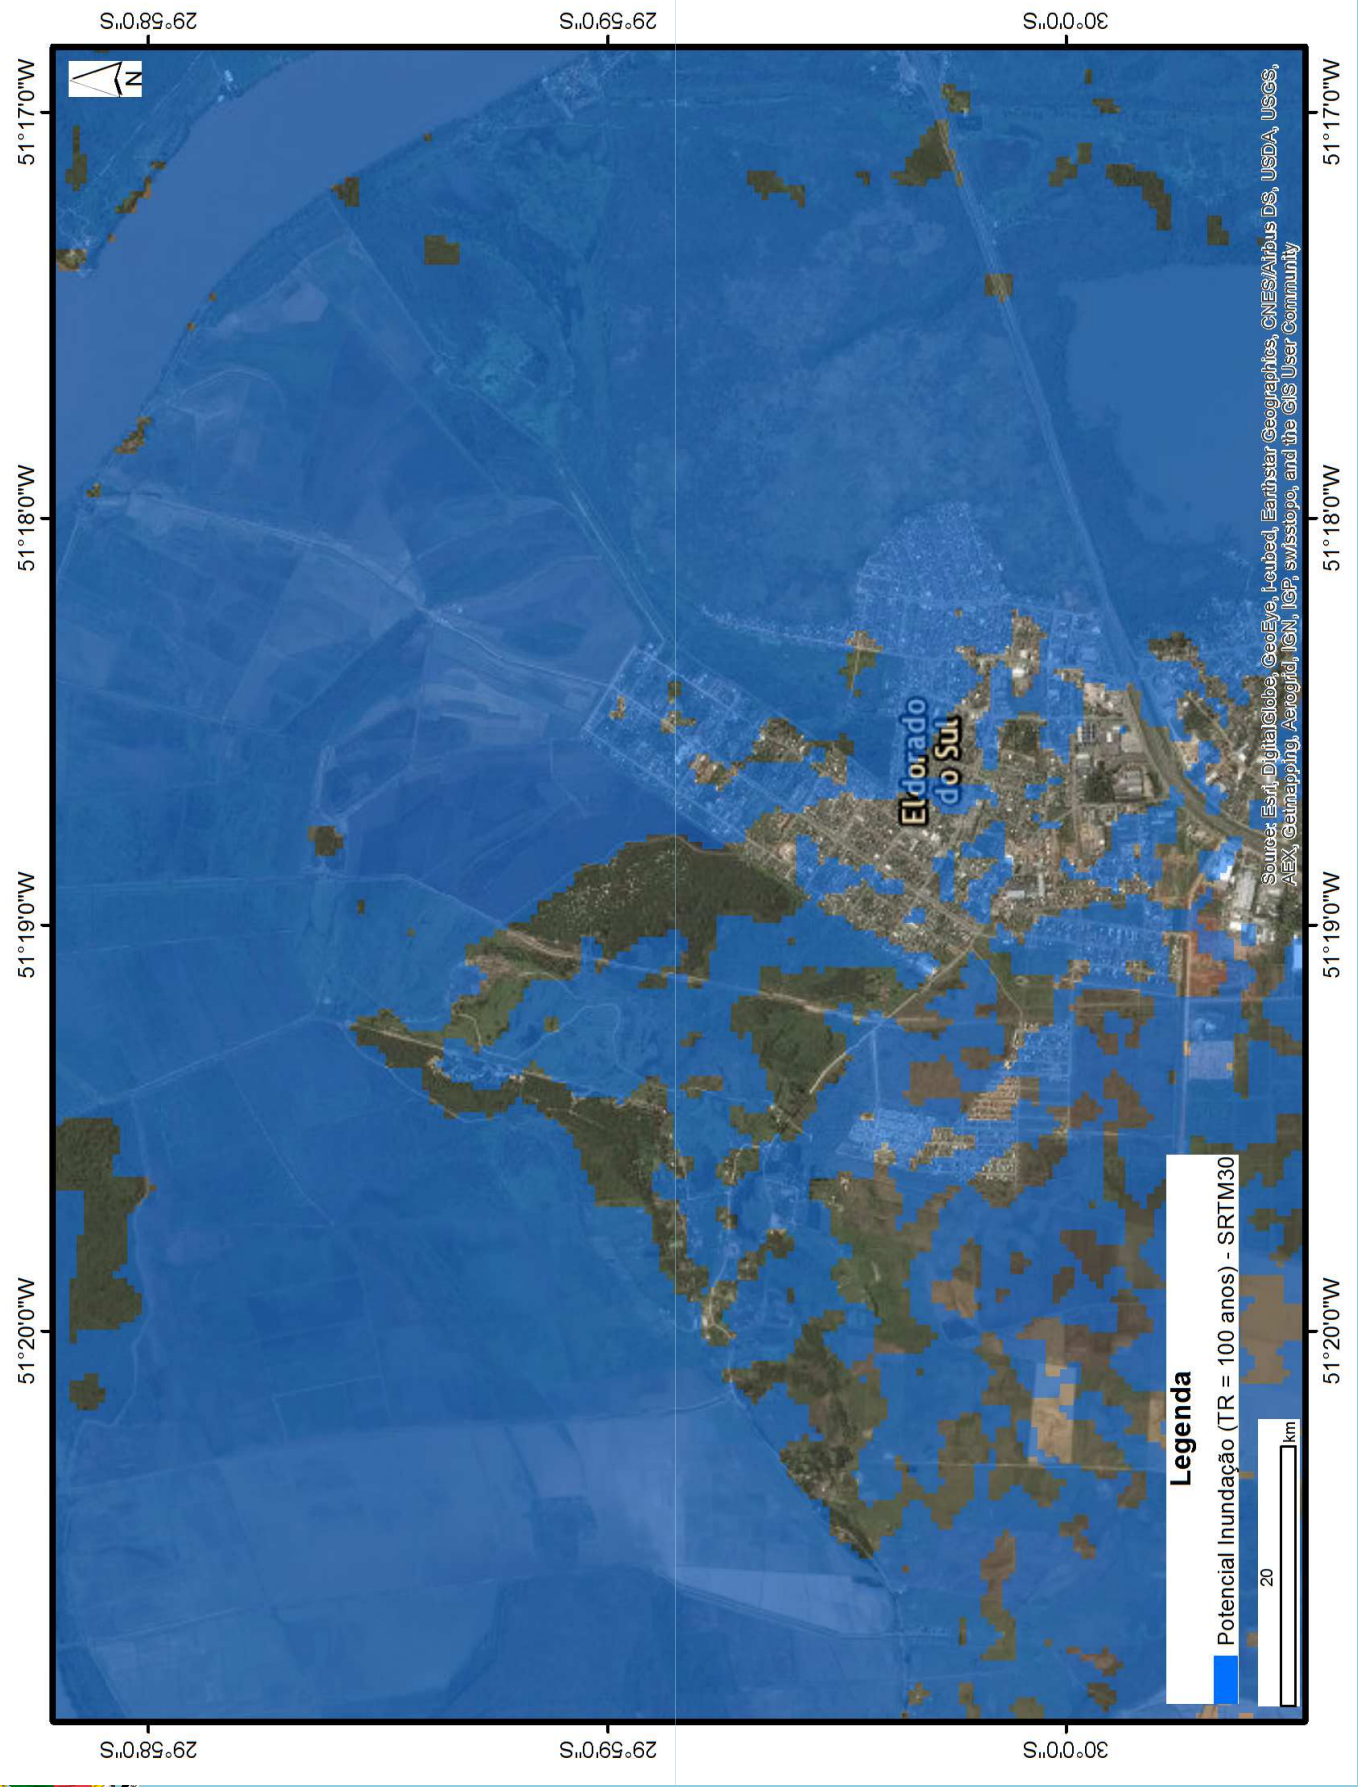 29°58'0"S
29°59'0"S
30°0'0"S
51°20'0"W
51°19'0"W
51°18'0"W
51°17'0"W
N
Eldorado
do Sul
Legenda
Potencial Inundação (TR = 100 anos) - SRTM30
20
km
Source: Esri, DigitalGlobe, GeoEye, i-cubed, Earthstar Geographics, CNES/Airbus DS, USDA, USGS,
AEX, Getmapping, Aerogrid, IGN, IGP, swisstopo, and the GIS User Community
51°20'0"W
51°19'0"W
51°18'0"W
51°17'0"W
29°58'0"S
29°59'0"S
30°0'0"S